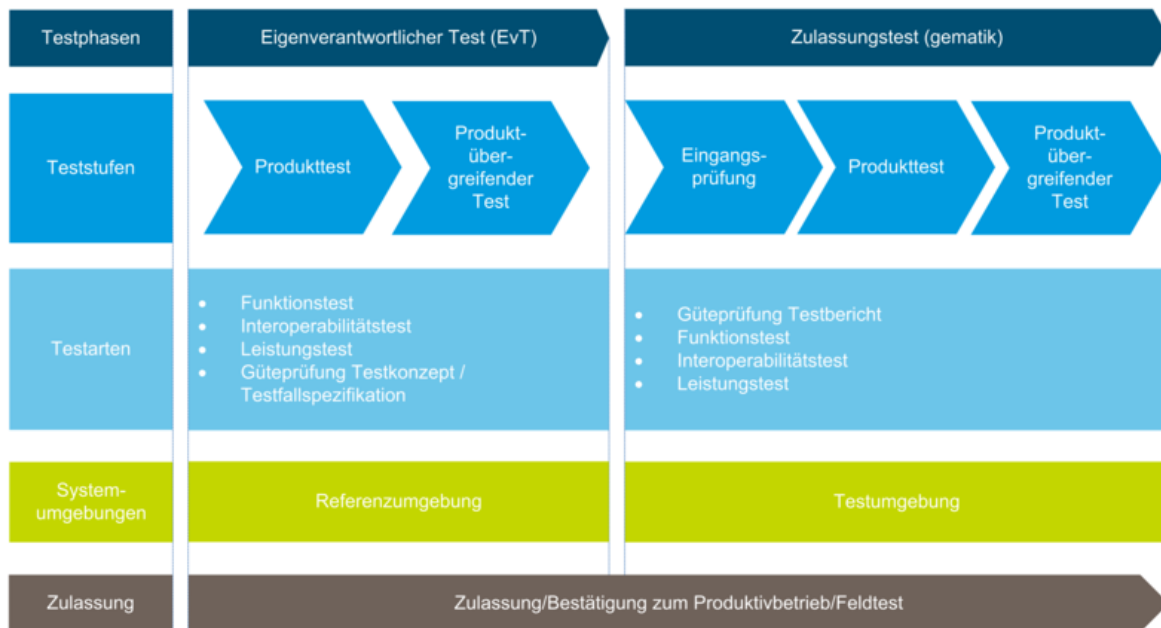 Testphasen
Eigenverantwortlicher Test (EvT)
Zulassungstest (gematik)
Teststufen
Produkttest
Produkt-
über-
greifender
Test
Eingangs-
prüfung
Produkttest
Produkt-
über-
greifender
Test
Testarten
• Funktionstest
• Interoperabilitätstest
• Leistungstest
• Güteprüfung Testkonzept /
Testfallspezifikation
• Güteprüfung Testbericht
• Funktionstest
• Interoperabilitätstest
• Leistungstest
System-
umgebungen
Referenzumgebung
Testumgebung
Zulassung
Zulassung/Bestätigung zum Produktivbetrieb/Feldtest